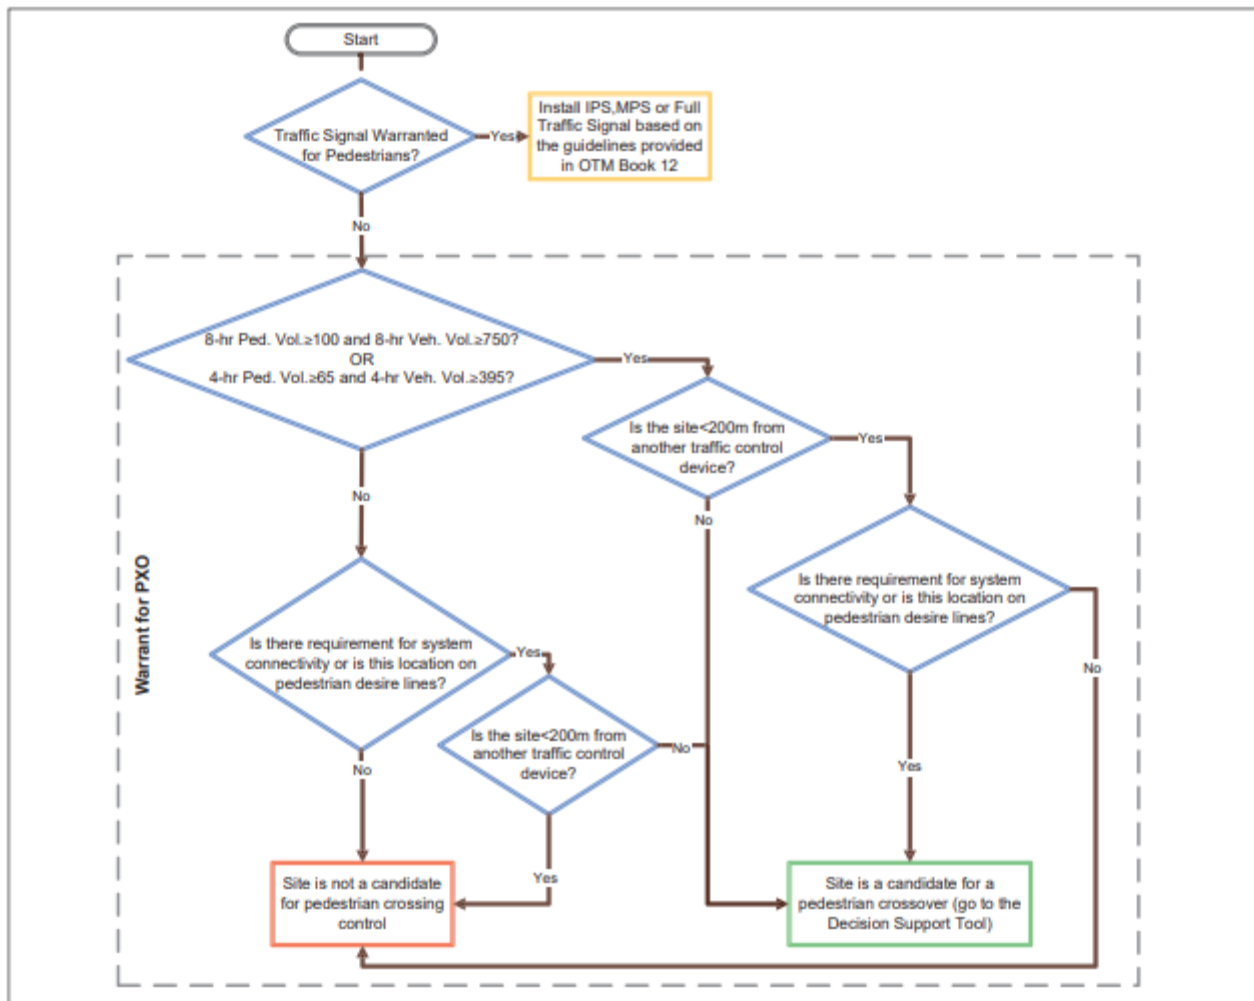 Start
Traffic Signal Warranted
for Pedestrians?
Yes
Install IPS,MPS or Full
Traffic Signal based on
the guidelines provided
in OTM Book 12
No
8-hr Ped. Vol.≥100 and 8-hr Veh. Vol.≥750?
OR
4-hr Ped. Vol.≥65 and 4-hr Veh. Vol.≥395?
Yes
Is the site<200m from
another traffic control
device?
Yes
No
No
Is there requirement for system
connectivity or is this location on
pedestrian desire lines?
No
Yes
Warrant for PXO
Is there requirement for system
connectivity or is this location on
pedestrian desire lines?
Yes
Is the site<200m from
another traffic control
device?
No
No
Yes
Site is not a candidate
for pedestrian crossing
control
Site is a candidate for a
pedestrian crossover (go to the
Decision Support Tool)